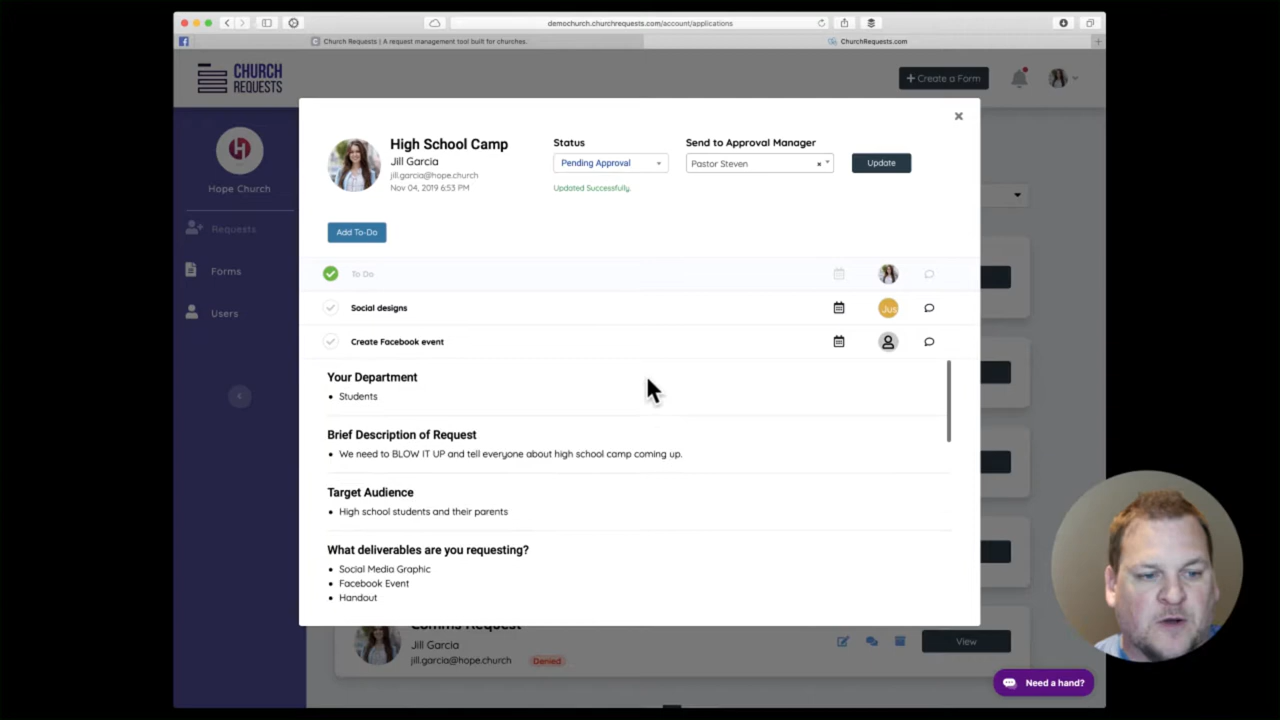 demochurch.churchrequests.com/account/applications
Church Requests | A request management tool built for churches.
ChurchRequests.com
CHURCH
REQUESTS
Create a Form
Hope Church
Requests
Forms
Users
High School Camp
Jill Garcia
jill.garcia@hope.church
Nov 04, 2019 6:53 PM
Status
Pending Approval
Updated Successfully.
Send to Approval Manager
Pastor Steven
Update
Add To-Do
To Do
Social designs
Jus
Create Facebook event
Your Department
• Students
Brief Description of Request
• We need to BLOW IT UP and tell everyone about high school camp coming up.
Target Audience
• High school students and their parents
What deliverables are you requesting?
• Social Media Graphic
• Facebook Event
• Handout
Comms Request
Jill Garcia
jill.garcia@hope.church
Denied
View
Need a hand?